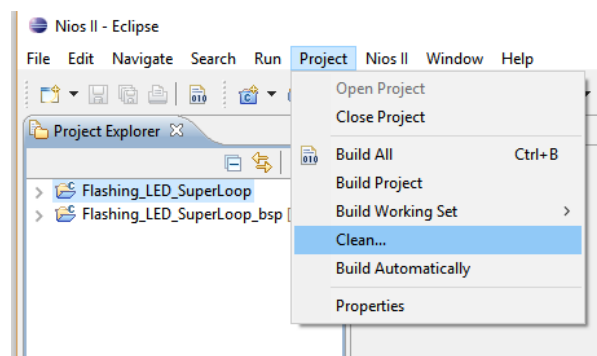 Nios II - Eclipse
File Edit Navigate Search Run Project Nios II Window Help
Open Project
Close Project
Project Explorer
Build All Ctrl+B
Build Project
Flashing_LED_SuperLoop
Build Working Set
Flashing_LED_SuperLoop_bsp [
Clean...
Build Automatically
Properties